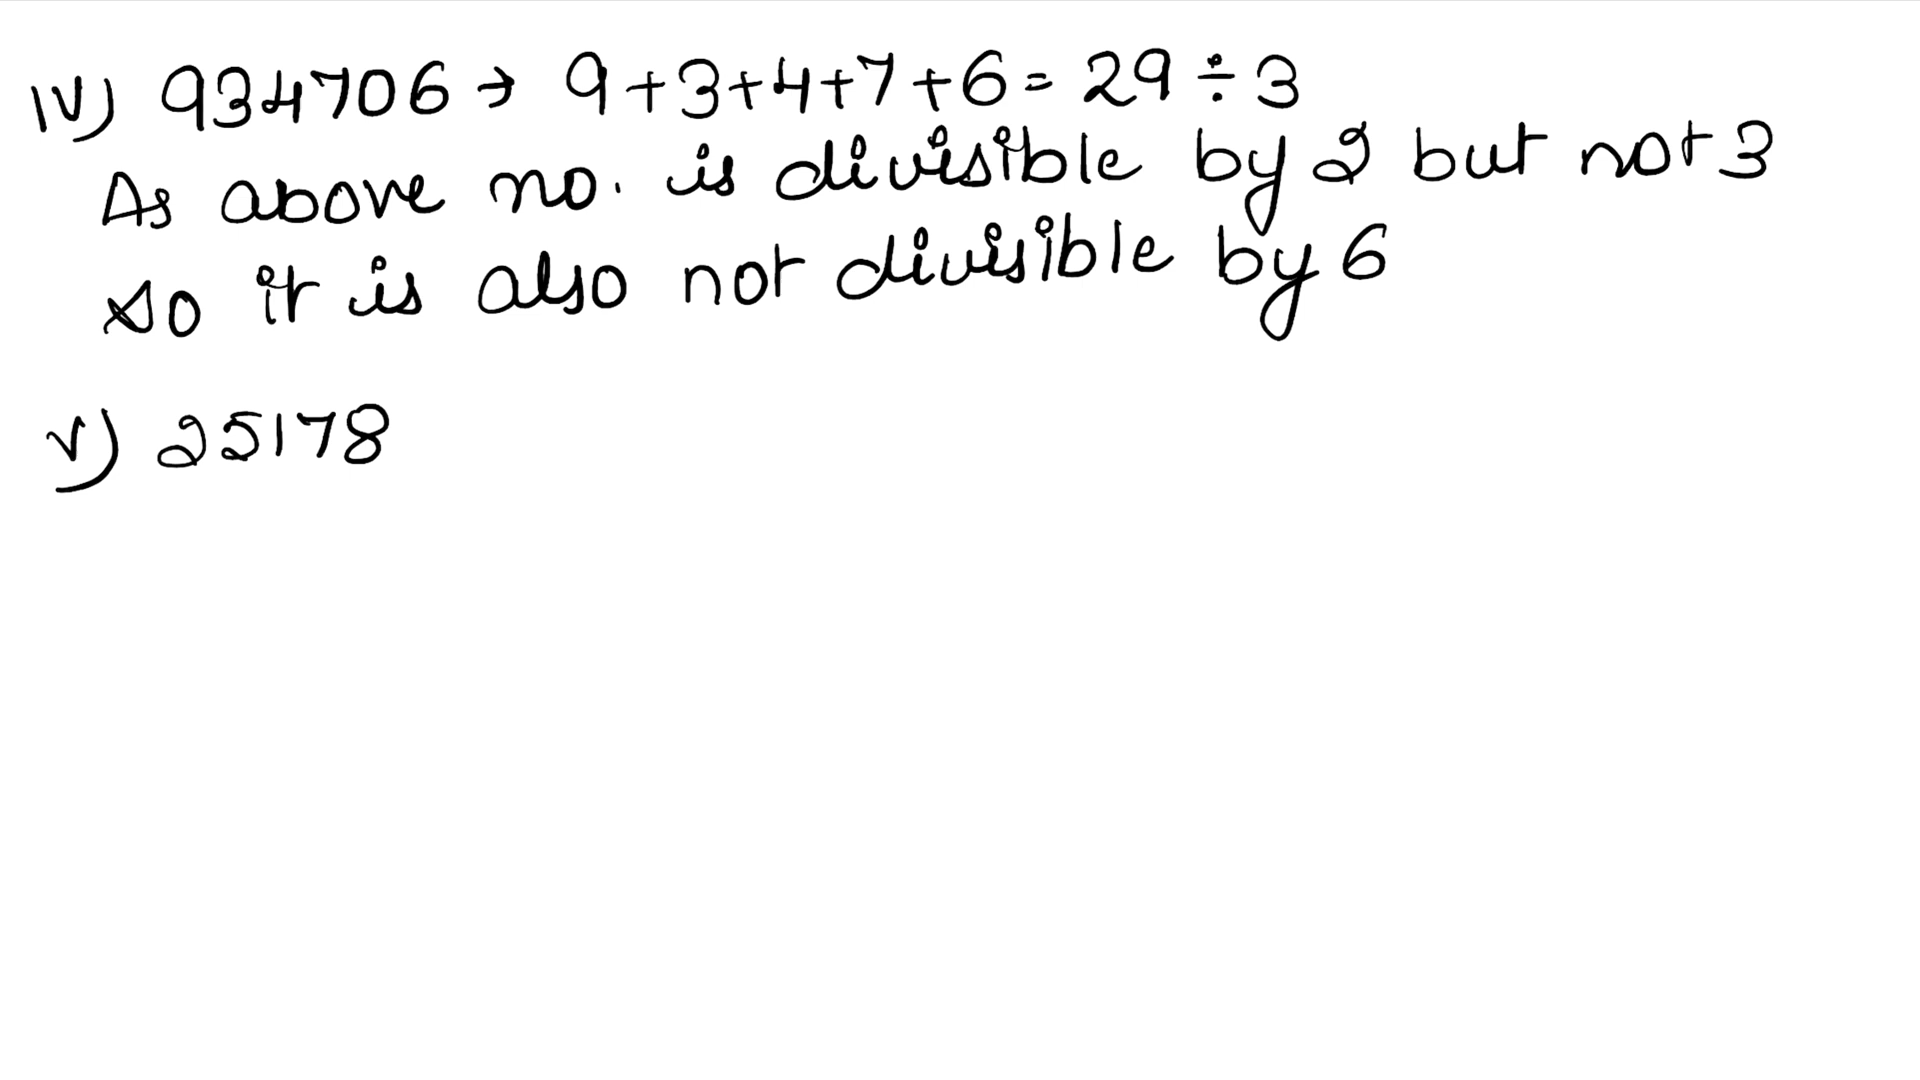 IV) 934706 → 9+3+4+7+6= 29 ÷ 3
As above no. is divisible by 2 but not 3
so it is also not divisible by 6
V) 25178